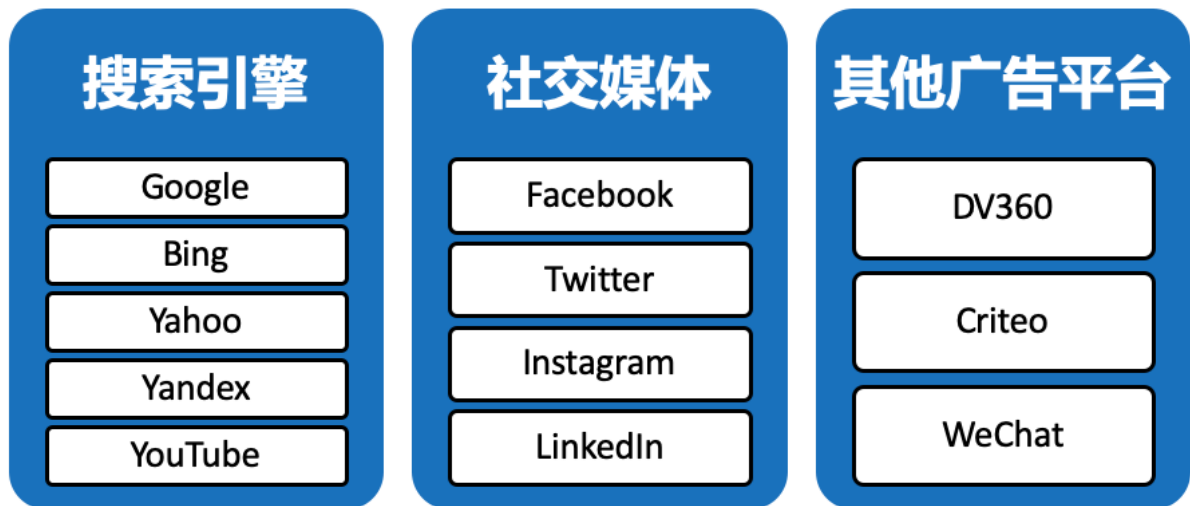 搜索引擎
Google
Bing
Yahoo
Yandex
YouTube
社交媒体
Facebook
Twitter
Instagram
LinkedIn
其他广告平台
DV360
Criteo
WeChat